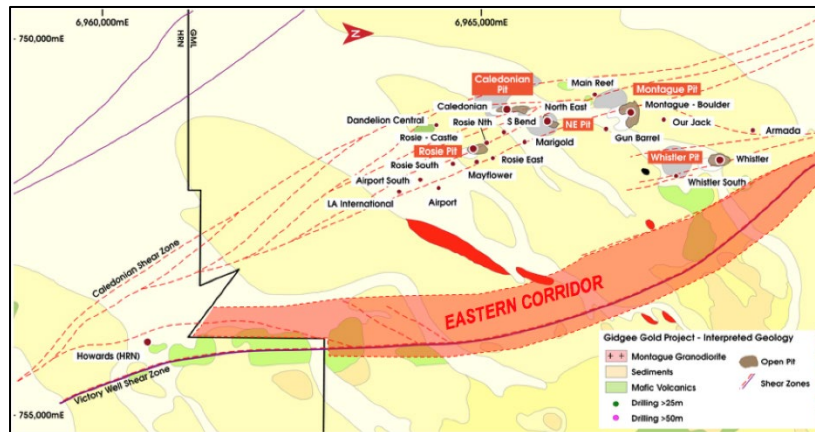 6,960,000mE
6,965,000mE
750,000mE
755,000mE
HRN
GML
N
Caledonian
Pit
Main Reef
Montague Pit
Caledonian
North East
Montague - Boulder
Dandelion Central
Rosie Nth
S Bend
NE Pit
Our Jack
Armada
Rosie - Castle
Marigold
Gun Barrel
Rosie Pit
Whistler Pit
Rosie South
Rosie East
Whistler
Mayflower
Airport South
Whistler South
LA International
Airport
Caledonian Shear Zone
EASTERN CORRIDOR
Howards (HRN)
Victory Well Shear Zone
Gidgee Gold Project - Interpreted Geology
Montague Granodiorite
Open Pit
Sediments
Mafic Volcanics
Shear Zones
Drilling >25m
Drilling >50m